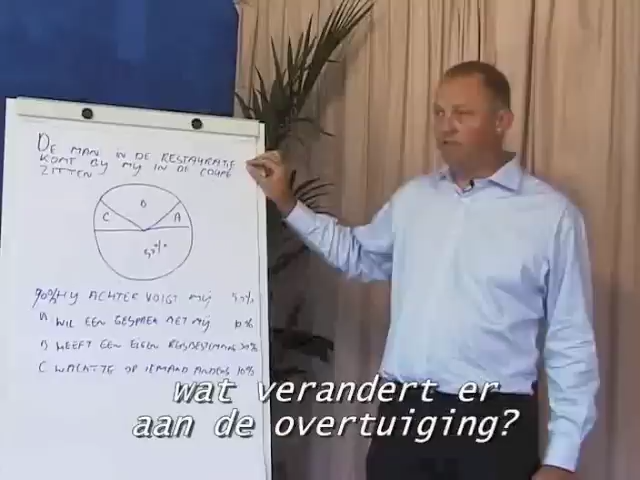 DE MAN IN DE RESTAURATIE
KOMT BY MY IN DE COUPE
ZITTEN
B
C
A
50%
90% HY ACHTER VOLGT MY 50%
A WIL EEN GESPREK MET MY 10%
B HEEFT EEN EIGEN REISBESTEMMING 30%
C WACHTTE OP IEMAND ANDERS 10%
wat verandert er
aan de overtuiging?